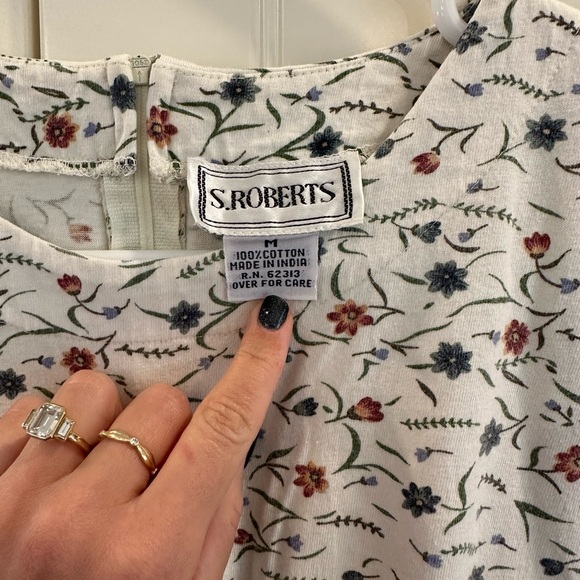 S.ROBERTS
M
100% COTTON
MADE IN INDIA
R.N. 62313
OVER FOR CARE